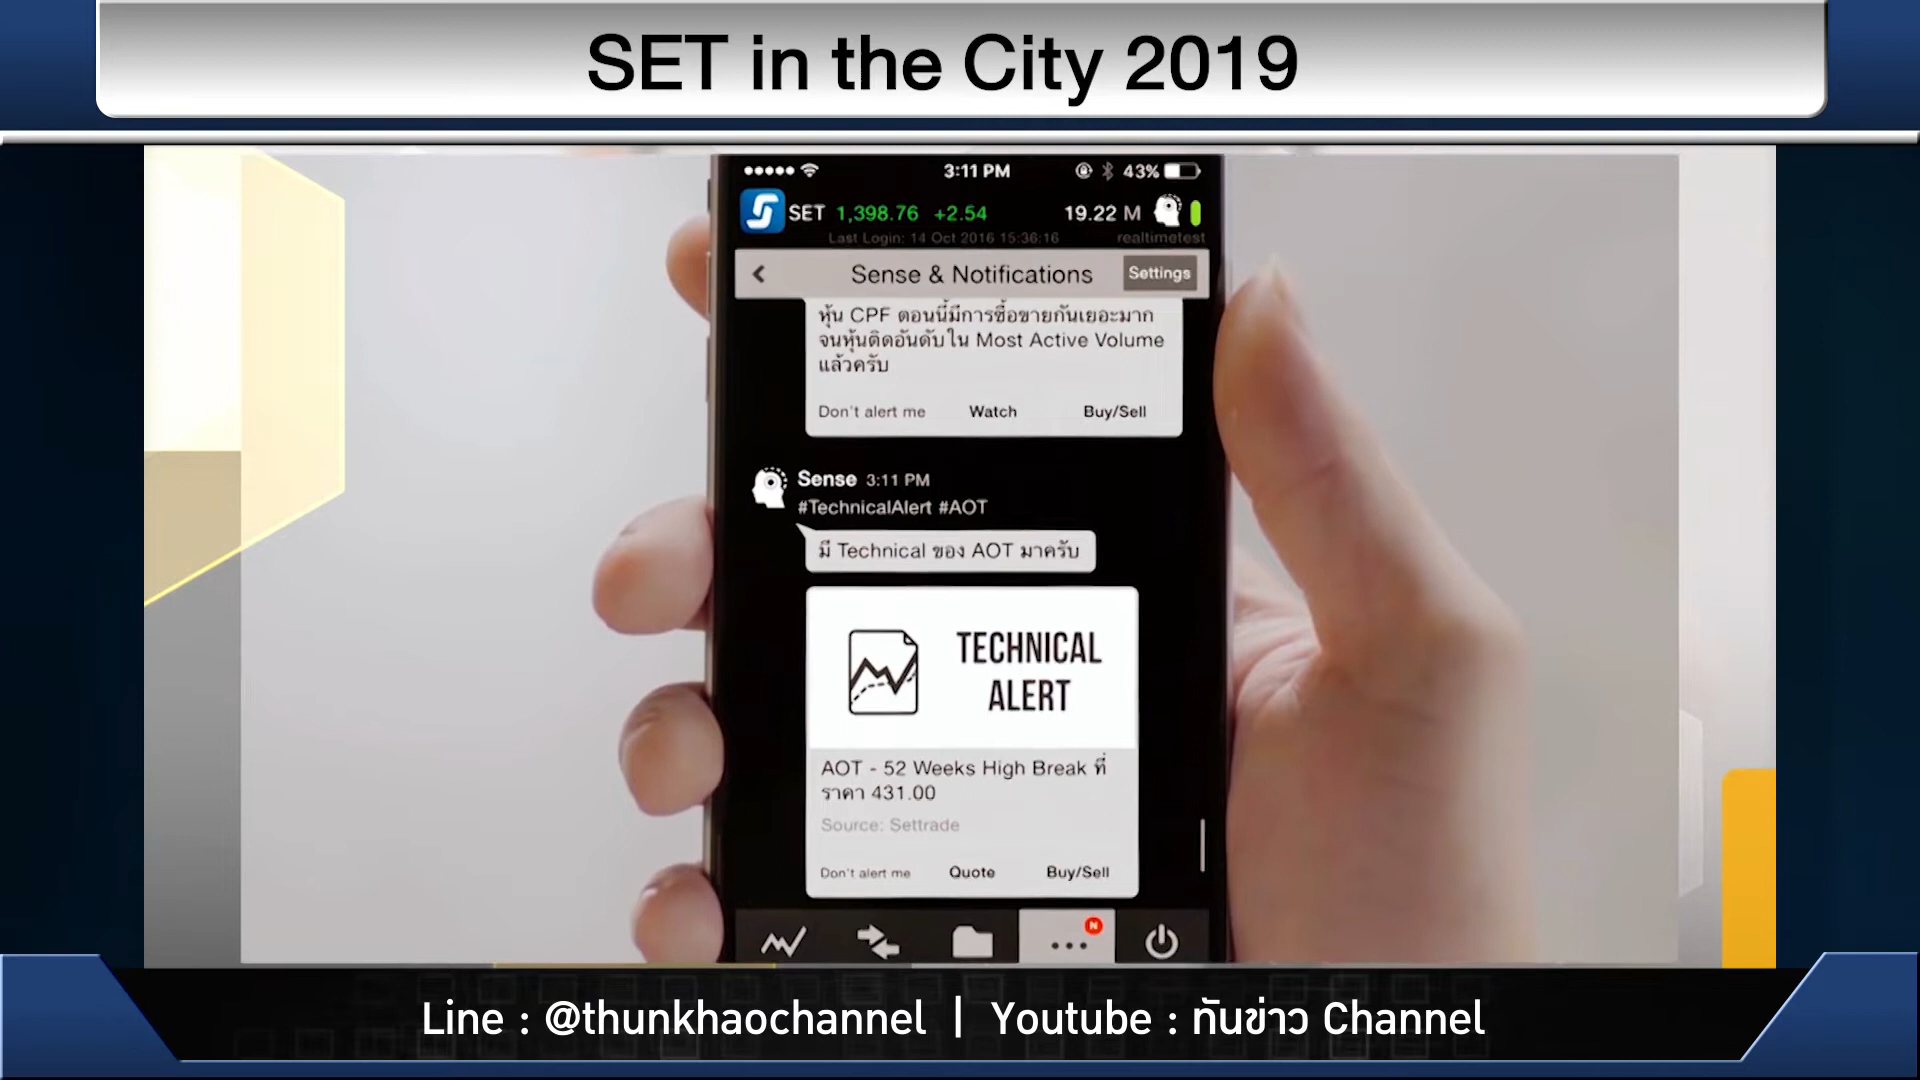 SET in the City 2019
3:11 PM 43%
SET 1,398.76 +2.54 19.22 M
Last Login: 14 Oct 2016 15:36:16 realtimetest
Sense & Notifications Settings
หุ้น CPF ตอนนี้มีการซื้อขายกันเยอะมาก
จนหุ้นติดอันดับใน Most Active Volume
แล้วครับ
Don't alert me Watch Buy/Sell
Sense 3:11 PM
#TechnicalAlert #AOT
มี Technical ของ AOT มาครับ
TECHNICAL
ALERT
AOT - 52 Weeks High Break ที่
ราคา 431.00
Source: Settrade
Don't alert me Quote Buy/Sell
N
Line : @thunkhaochannel | Youtube : ทันข่าว Channel